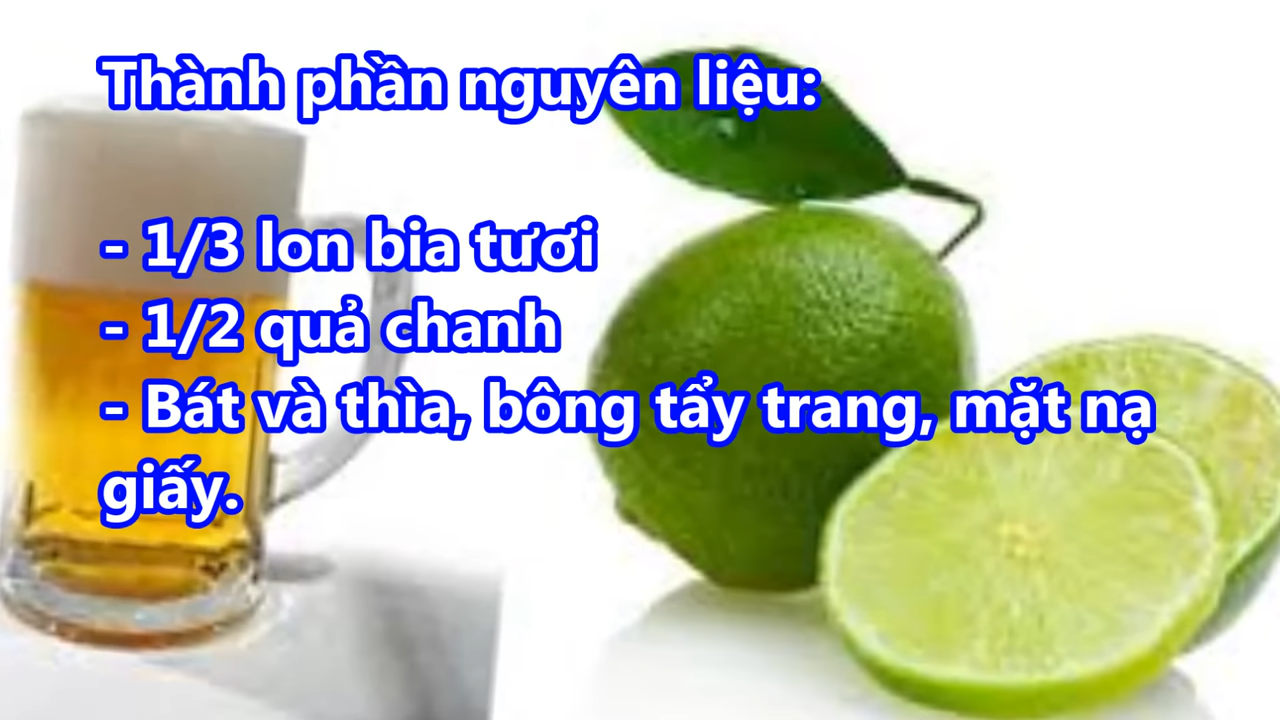 Thành phần nguyên liệu:
- 1/3 lon bia tươi
- 1/2 quả chanh
- Bát và thìa, bông tẩy trang, mặt nạ
giấy.